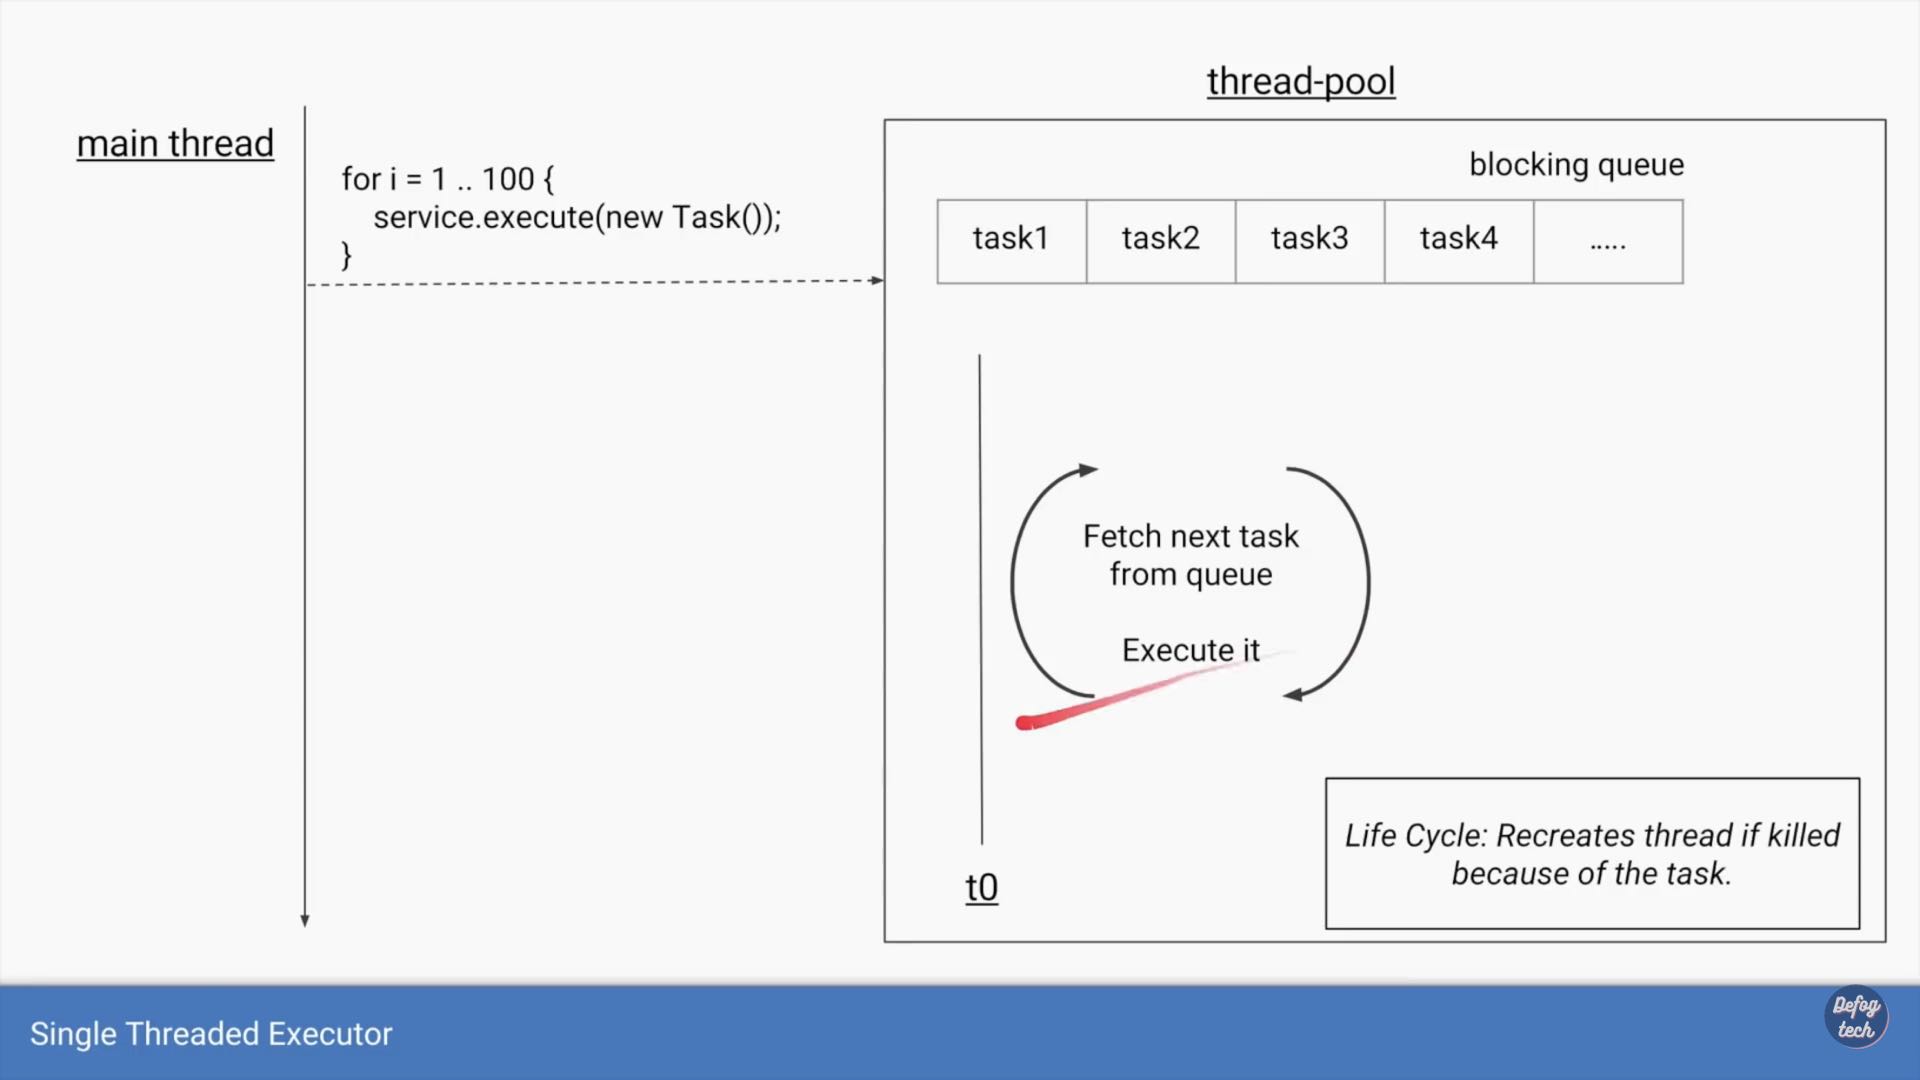 thread-pool
main thread
for i = 1 .. 100 {
service.execute(new Task());
}
blocking queue
task1 task2 task3 task4 .....
Fetch next task
from queue
Execute it
Life Cycle: Recreates thread if killed
because of the task.
t0
Single Threaded Executor
Defog
tech